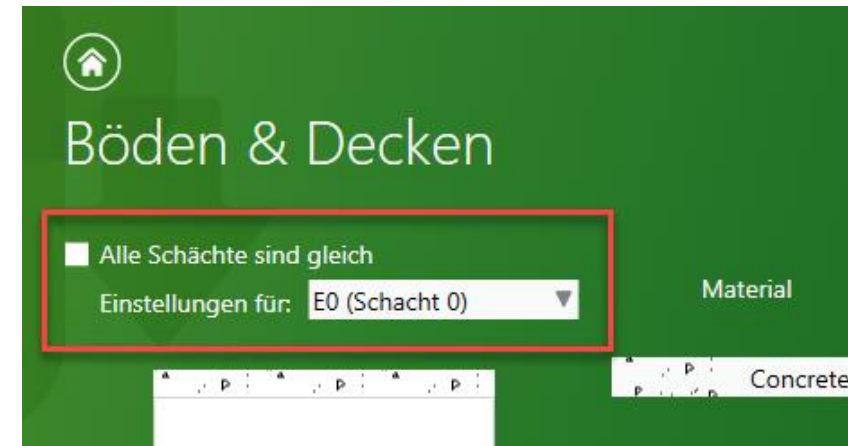 Böden & Decken
Alle Schächte sind gleich
Einstellungen für: E0 (Schacht 0)
Material
Concrete